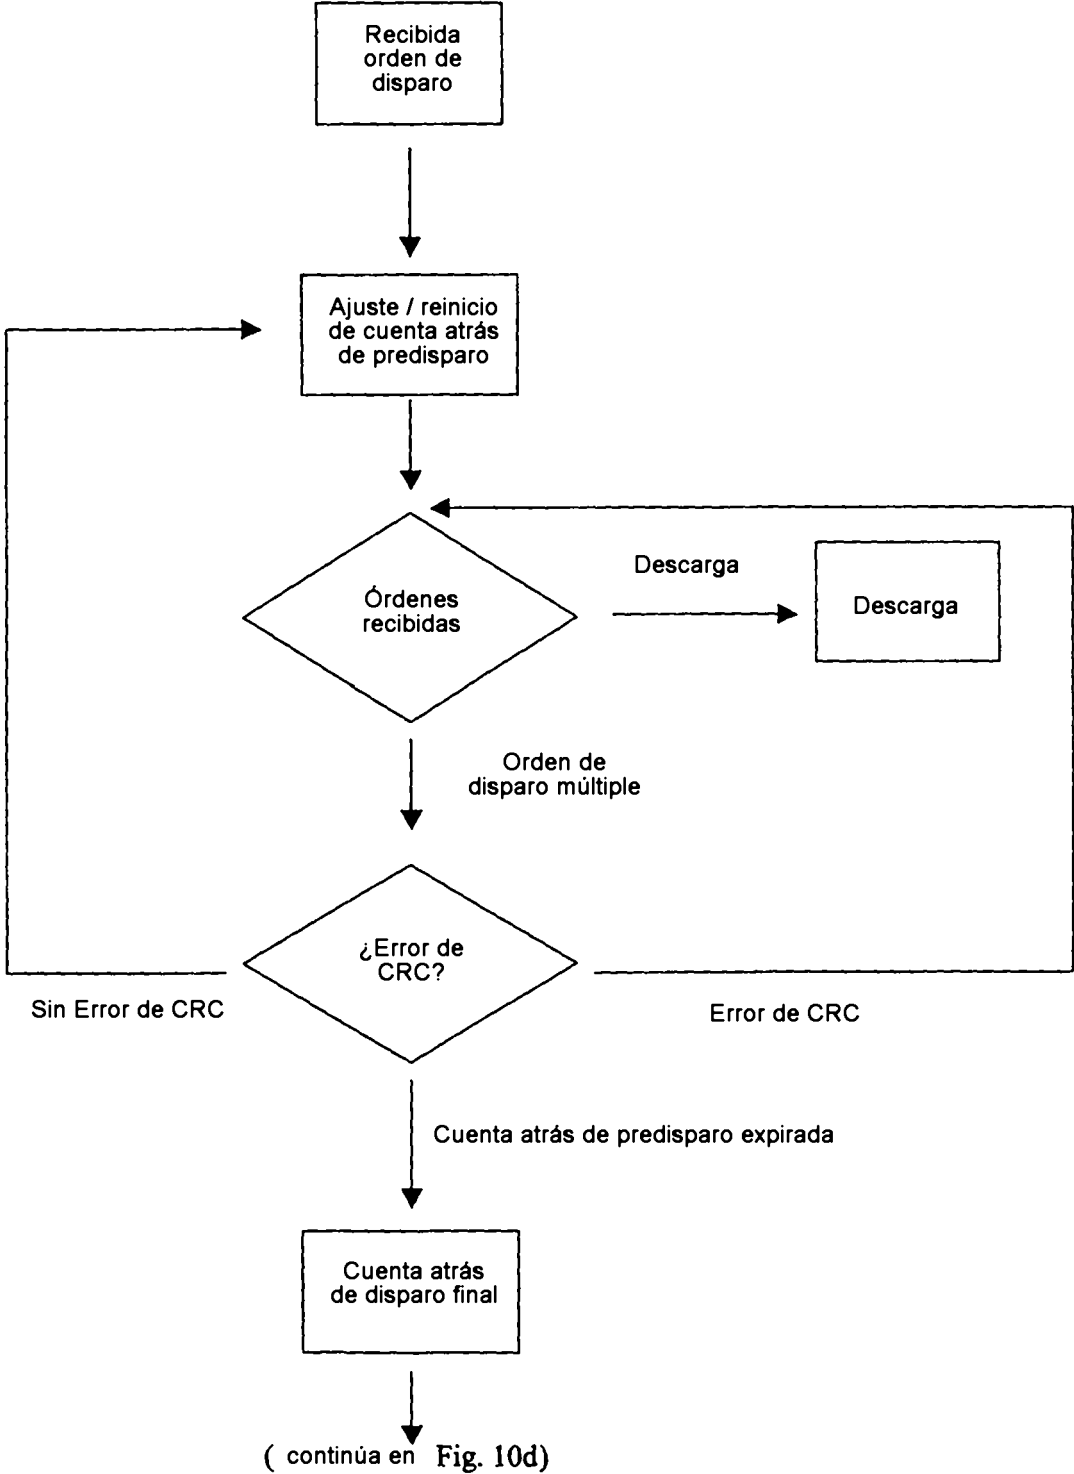 Recibida
orden de
disparo
Ajuste / reinicio
de cuenta atrás
de predisparo
Órdenes
recibidas
Descarga
Descarga
Orden de
disparo múltiple
¿Error de
CRC?
Sin Error de CRC
Error de CRC
Cuenta atrás de predisparo expirada
Cuenta atrás
de disparo final
( continúa en Fig. 10d)